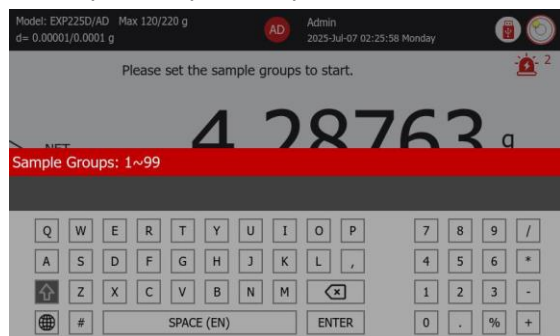 Model: EXP225D/AD Max 120/220 g
d= 0.00001/0.0001 g
AD
Admin
2025-Jul-07 02:25:58 Monday
2
Please set the sample groups to start.
NET
4.28763 g
Sample Groups: 1~99
Q W E R T Y U I O P 7 8 9 /
A S D F G H J K L , 4 5 6 *
Z X C V B N M 1 2 3 -
# SPACE (EN) ENTER 0 . % +